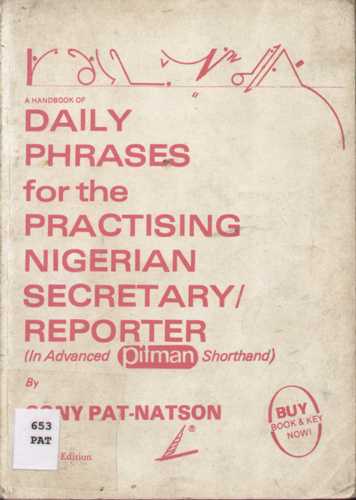 A HANDBOOK OF
DAILY
PHRASES
for the
PRACTISING
NIGERIAN
SECRETARY/
REPORTER
(In Advanced pitman Shorthand)
By
SONY PAT-NATSON
653
PAT
®
BUY
BOOK & KEY
NOW!
Edition